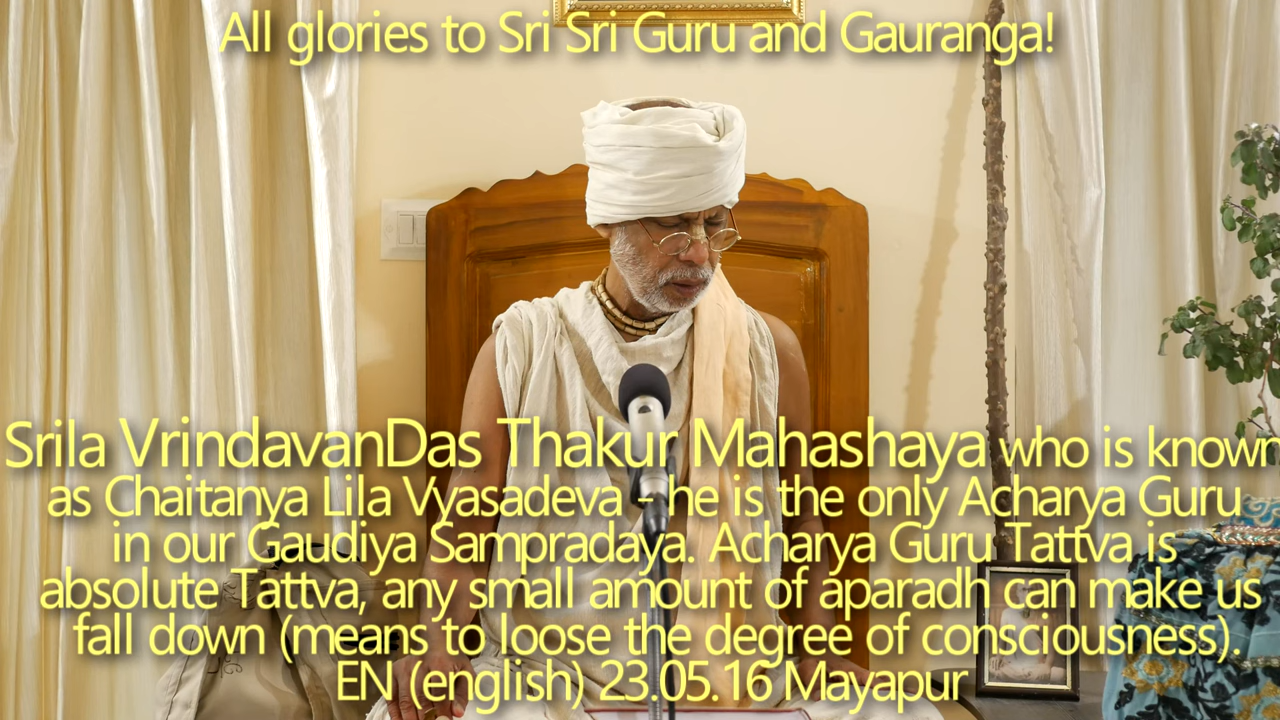 All glories to Sri Sri Guru and Gauranga!
Srila VrindavanDas Thakur Mahashaya who is known
as Chaitanya Lila Vyasadeva - he is the only Acharya Guru
in our Gaudiya Sampradaya. Acharya Guru Tattva is
absolute Tattva, any small amount of aparadh can make us
fall down (means to loose the degree of consciousness).
EN (english) 23.05.16 Mayapur